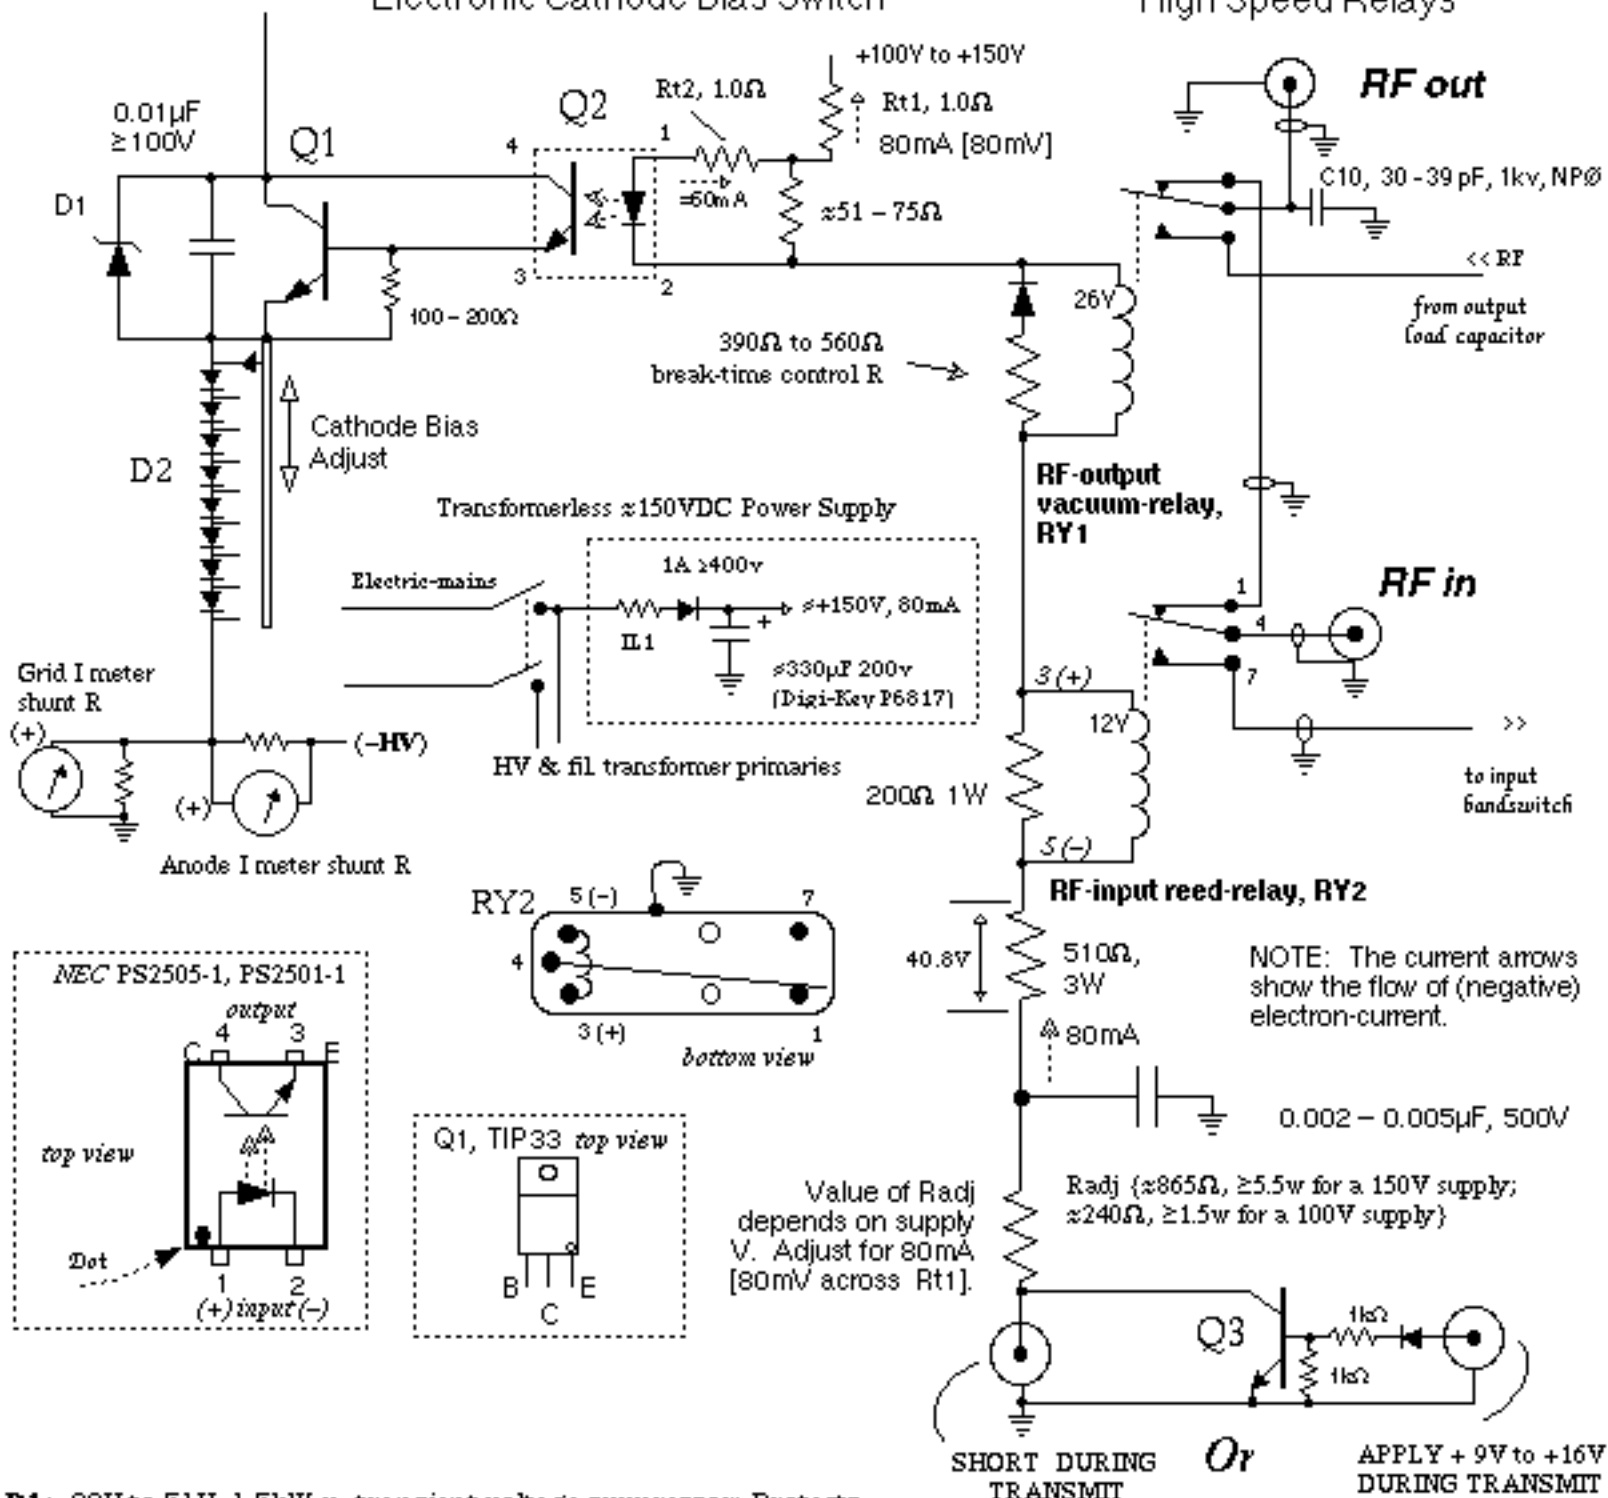 Electronic Cathode Bias Switch
High Speed Relays
+100V to +150V
RF out
0.01µF
≥100V
Q1
Q2
Rt2, 1.0Ω
Rt1, 1.0Ω
80mA [80mV]
4
1
C10, 30-39 pF, 1kv, NPØ
D1
≈60mA
≈51 – 75Ω
3
2
<< RF
from output
load capacitor
26V
100 – 200Ω
390Ω to 560Ω
break-time control R
Cathode Bias
Adjust
D2
RF-output
vacuum-relay,
RY1
Transformerless ≈150VDC Power Supply
1A ≥400v
Electric-mains
≈+150V, 80mA
+
IL1
≈330µF 200v
(Digi-Key P6817)
RF in
1
4
7
Grid I meter
shunt R
(+)
(–HV)
(+)
Anode I meter shunt R
HV & fil transformer primaries
3 (+)
12V
200Ω 1W
5 (–)
>>
to input
bandswitch
RF-input reed-relay, RY2
RY2
5 (–)
7
4
3 (+)
1
bottom view
40.8V
510Ω,
3W
80mA
NOTE: The current arrows
show the flow of (negative)
electron-current.
NEC PS2505-1, PS2501-1
output
4
3
C
E
top view
Dot
1
2
(+) input (–)
Q1, TIP33 top view
B
E
C
0.002 – 0.005µF, 500V
Value of Radj
depends on supply
V. Adjust for 80mA
[80mV across Rt1].
Radj {≈865Ω, ≥5.5w for a 150V supply;
≈240Ω, ≥1.5w for a 100V supply}
Q3
1kΩ
1kΩ
SHORT DURING
TRANSMIT
Or
APPLY + 9V to +16V
DURING TRANSMIT